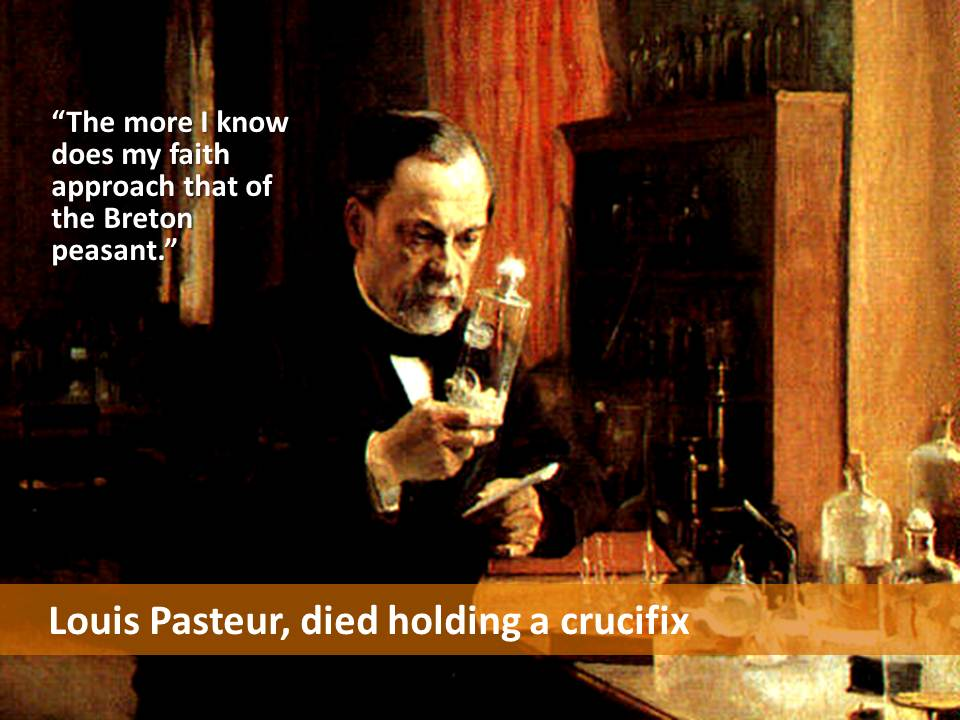 “The more I know
does my faith
approach that of
the Breton
peasant.”
Louis Pasteur, died holding a crucifix